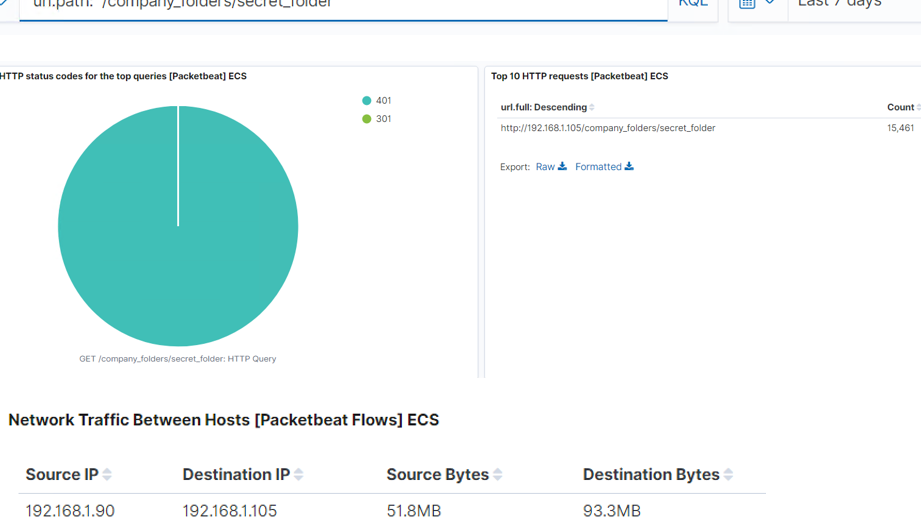 url.path: "/company_folders/secret_folder"
KQL
Last 7 days
HTTP status codes for the top queries [Packetbeat] ECS
401
301
GET /company_folders/secret_folder: HTTP Query
Top 10 HTTP requests [Packetbeat] ECS
url.full: Descending Count
http://192.168.1.105/company_folders/secret_folder 15,461
Export: Raw Formatted
Network Traffic Between Hosts [Packetbeat Flows] ECS
Source IP Destination IP Source Bytes Destination Bytes
192.168.1.90 192.168.1.105 51.8MB 93.3MB